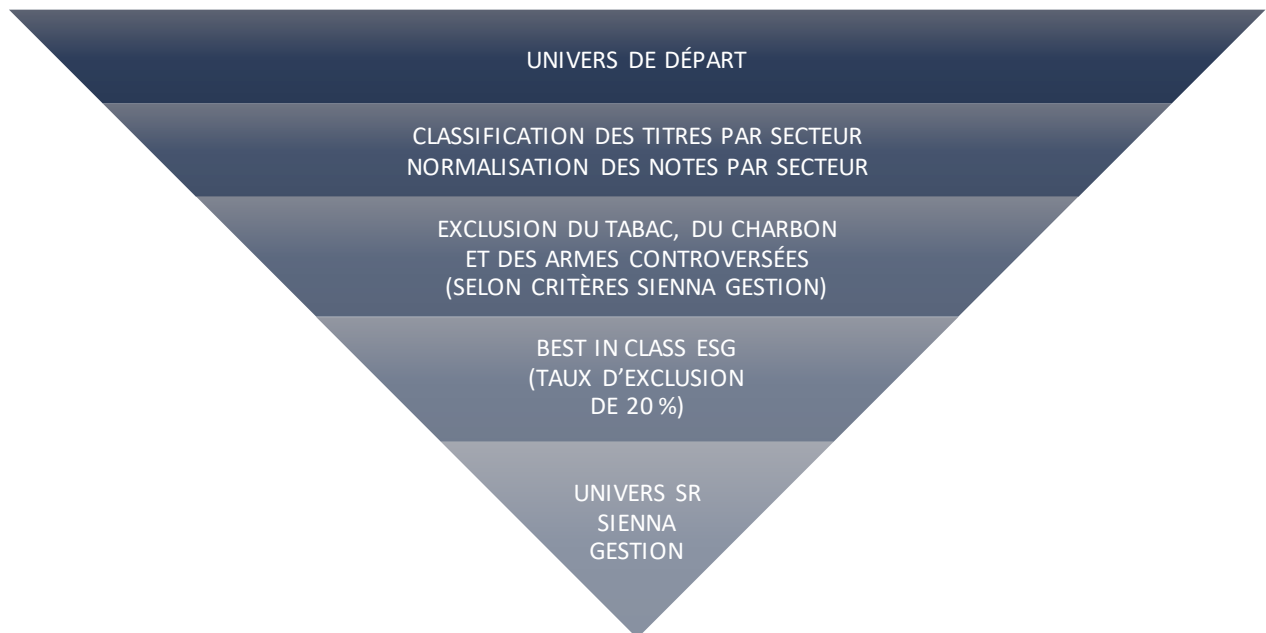 UNIVERS DE DÉPART
CLASSIFICATION DES TITRES PAR SECTEUR
NORMALISATION DES NOTES PAR SECTEUR
EXCLUSION DU TABAC, DU CHARBON
ET DES ARMES CONTROVERSÉES
(SELON CRITÈRES SIENNA GESTION)
BEST IN CLASS ESG
(TAUX D’EXCLUSION
DE 20 %)
UNIVERS SR
SIENNA
GESTION